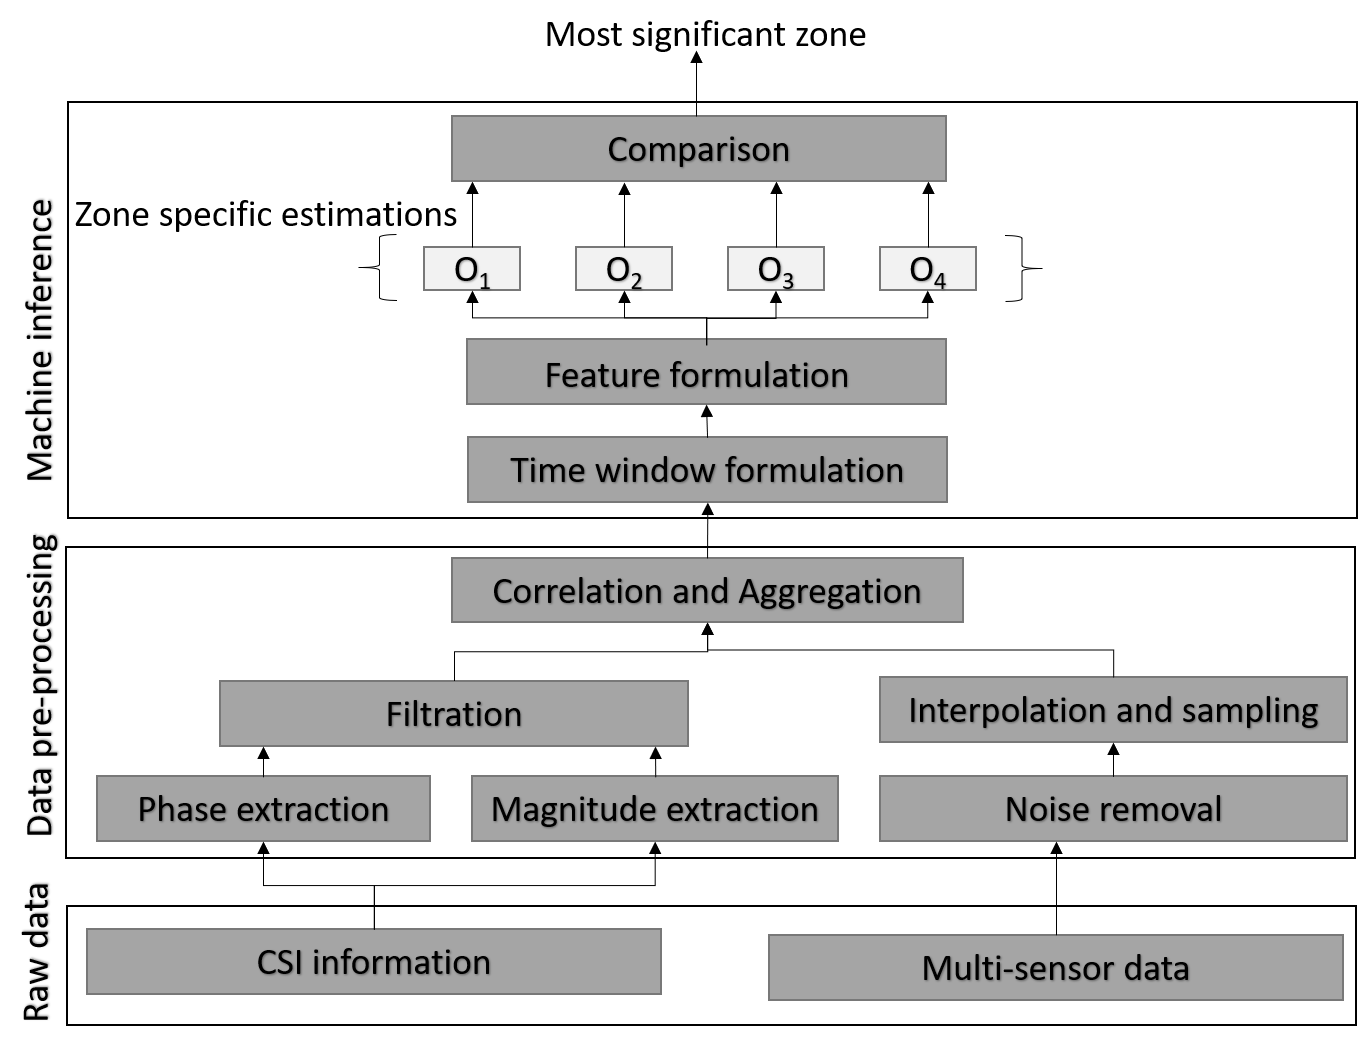 Most significant zone
Machine inference
Comparison
Zone specific estimations
O1
O2
O3
O4
Feature formulation
Time window formulation
Data pre-processing
Correlation and Aggregation
Filtration
Interpolation and sampling
Phase extraction
Magnitude extraction
Noise removal
Raw data
CSI information
Multi-sensor data